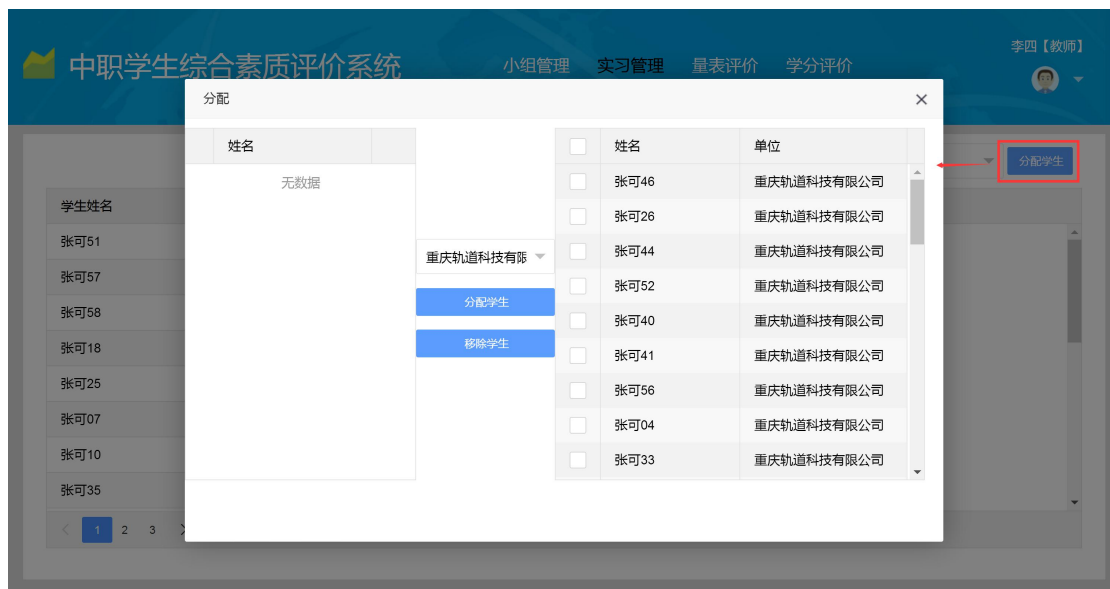 李四【教师】
中职学生综合素质评价系统
小组管理 实习管理 量表评价 学分评价
分配
姓名
无数据
重庆轨道科技有限
分配学生
移除学生
姓名 单位
张可46 重庆轨道科技有限公司
张可26 重庆轨道科技有限公司
张可44 重庆轨道科技有限公司
张可52 重庆轨道科技有限公司
张可40 重庆轨道科技有限公司
张可41 重庆轨道科技有限公司
张可56 重庆轨道科技有限公司
张可04 重庆轨道科技有限公司
张可33 重庆轨道科技有限公司
分配学生
学生姓名
张可51
张可57
张可58
张可18
张可25
张可07
张可10
张可35
1 2 3